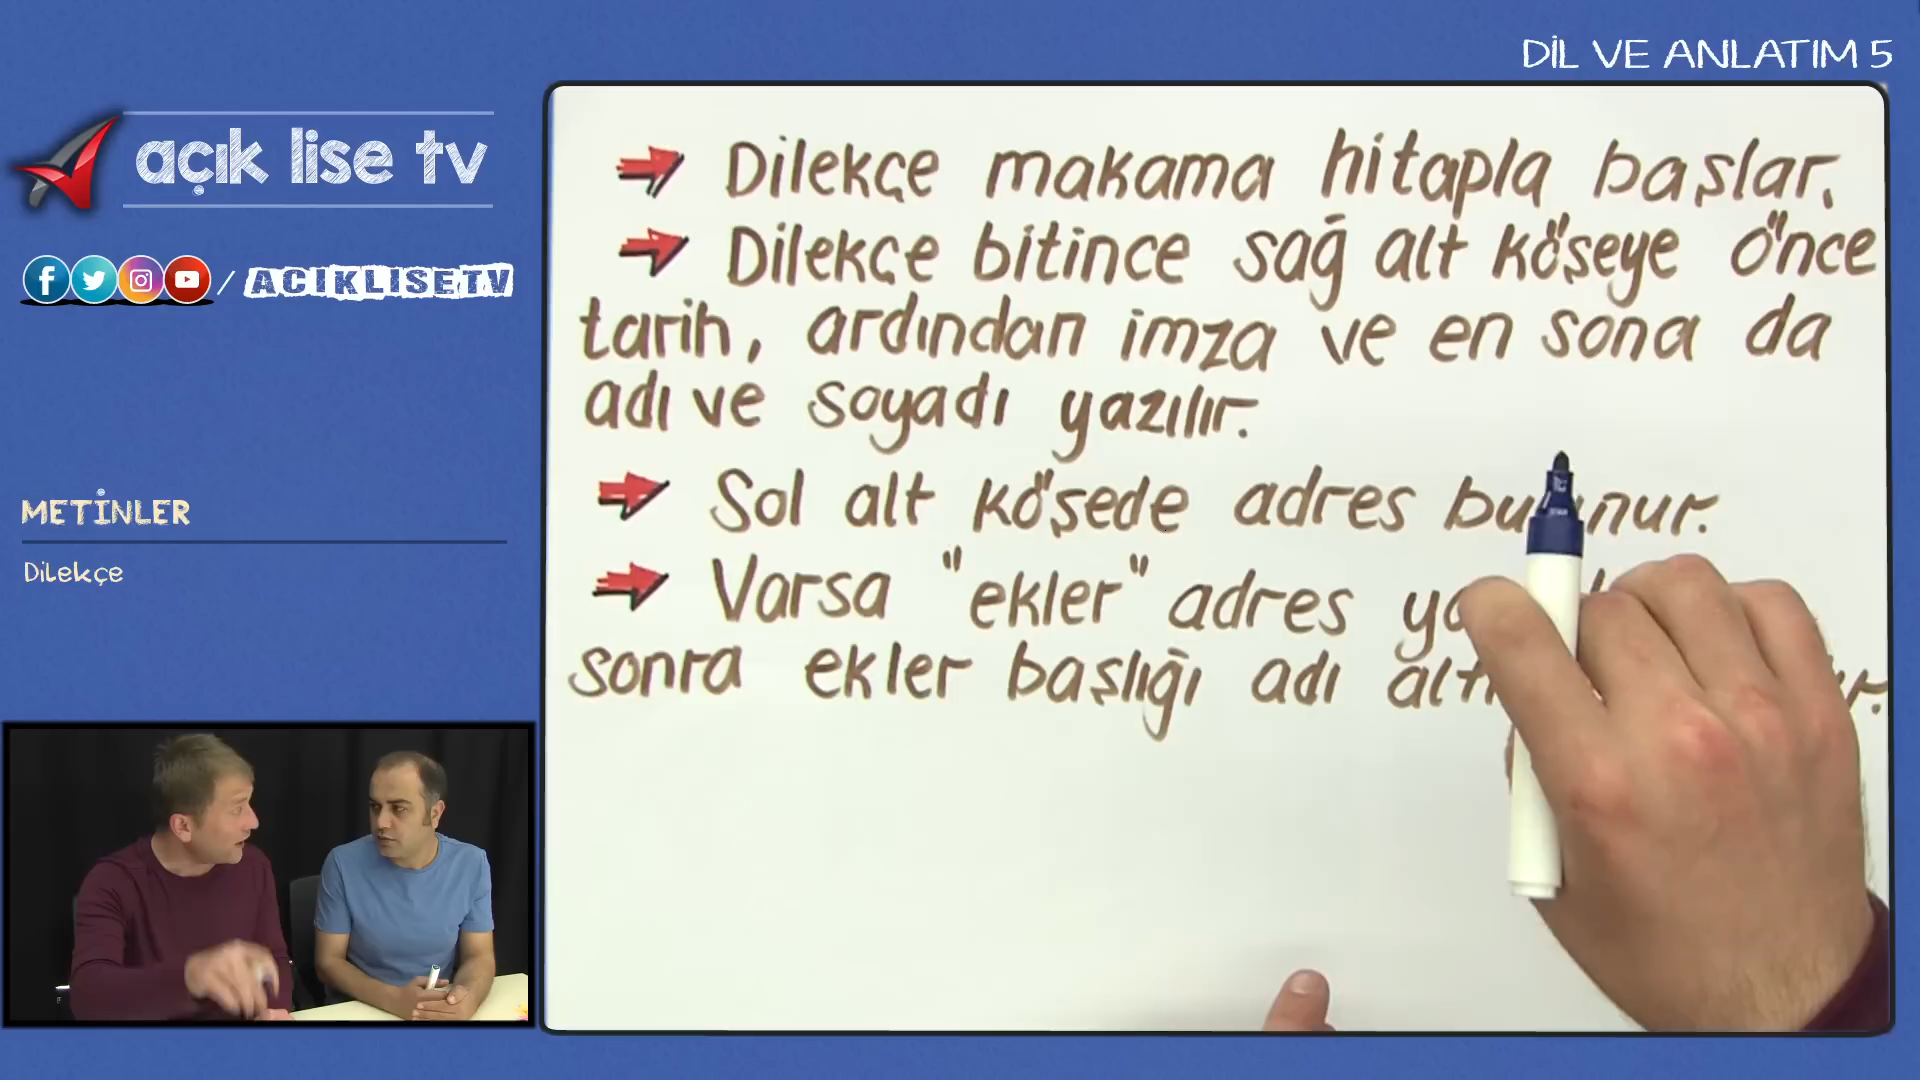 DİL VE ANLATIM 5
açık lise tv
/ ACIKLISETV
METİNLER
Dilekçe
Dilekçe makama hitapla başlar.
Dilekçe bitince sağ alt köşeye önce
tarih, ardından imza ve en sona da
adı ve soyadı yazılır.
Sol alt köşede adres bulunur.
Varsa "ekler" adres
sonra ekler başlığı adı